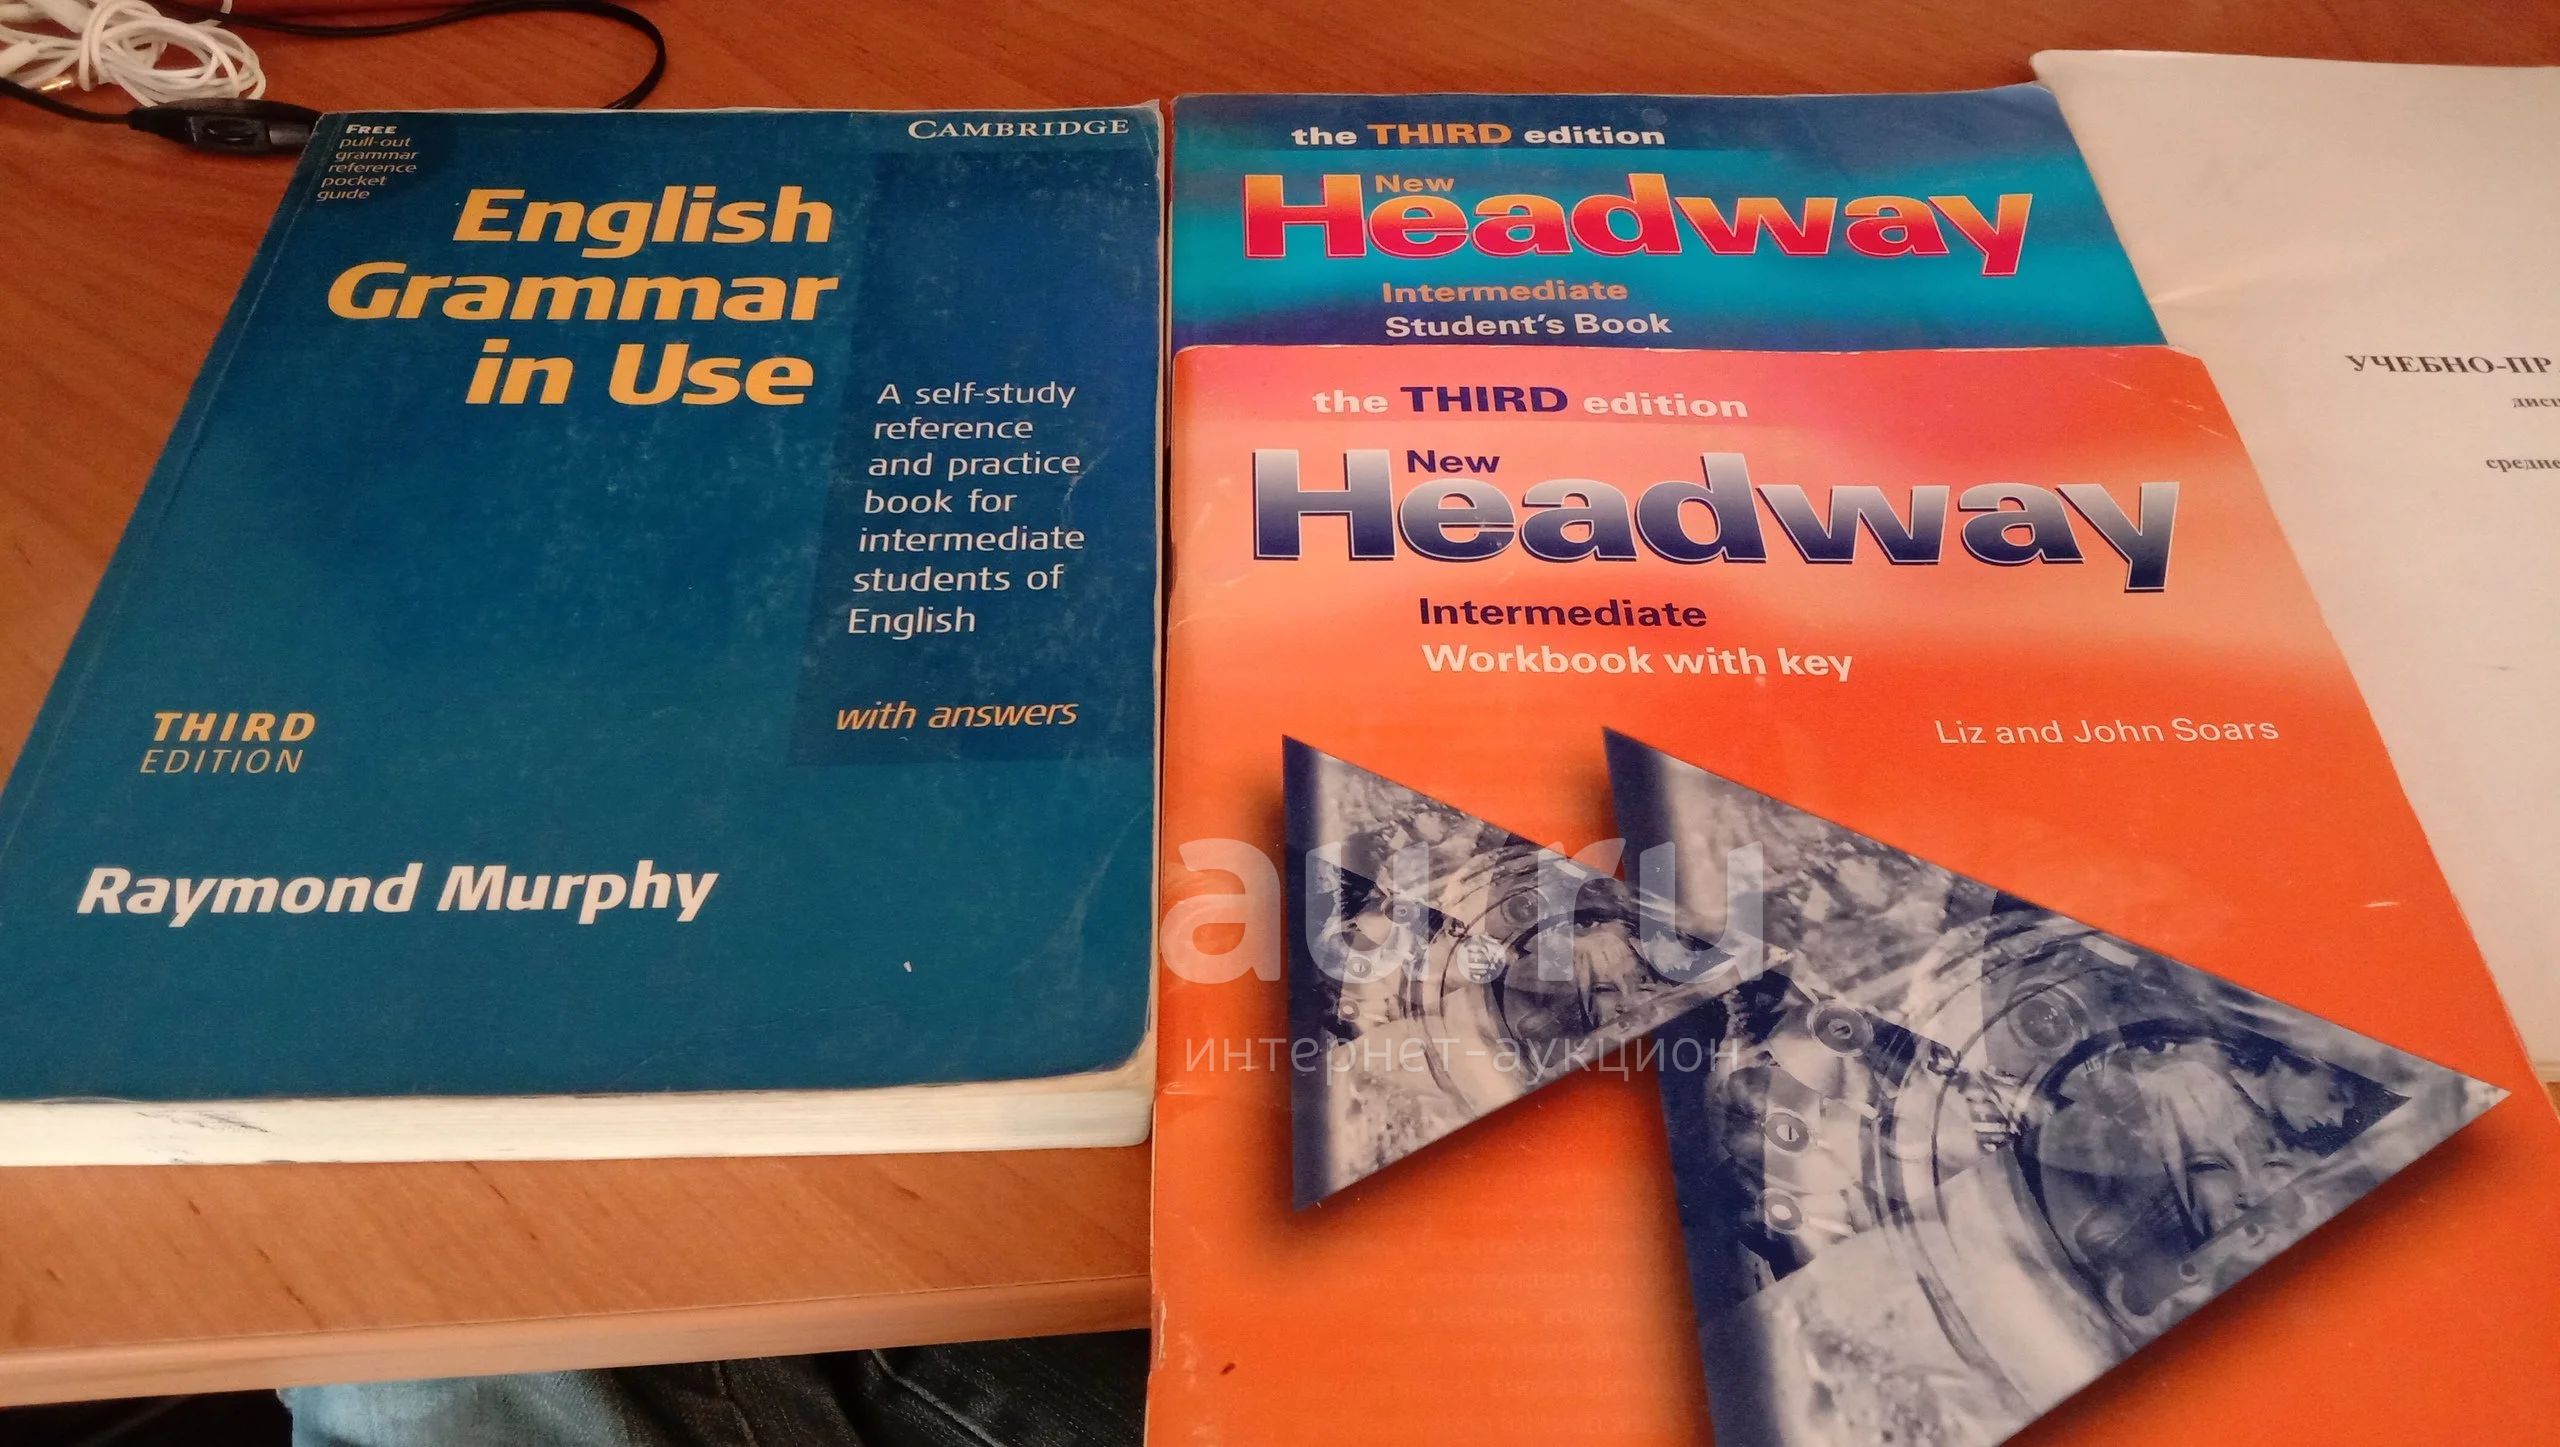 FREE
pull-out
grammar
reference
pocket
guide
CAMBRIDGE
English
Grammar
in Use
A self-study
reference
and practice
book for
intermediate
students of
English
with answers
THIRD
EDITION
Raymond Murphy
the THIRD edition
New
Headway
Intermediate
Student's Book
the THIRD edition
New
Headway
Intermediate
Workbook with key
Liz and John Soars
au.ru
интернет-аукцион
УЧЕБНО-ПР